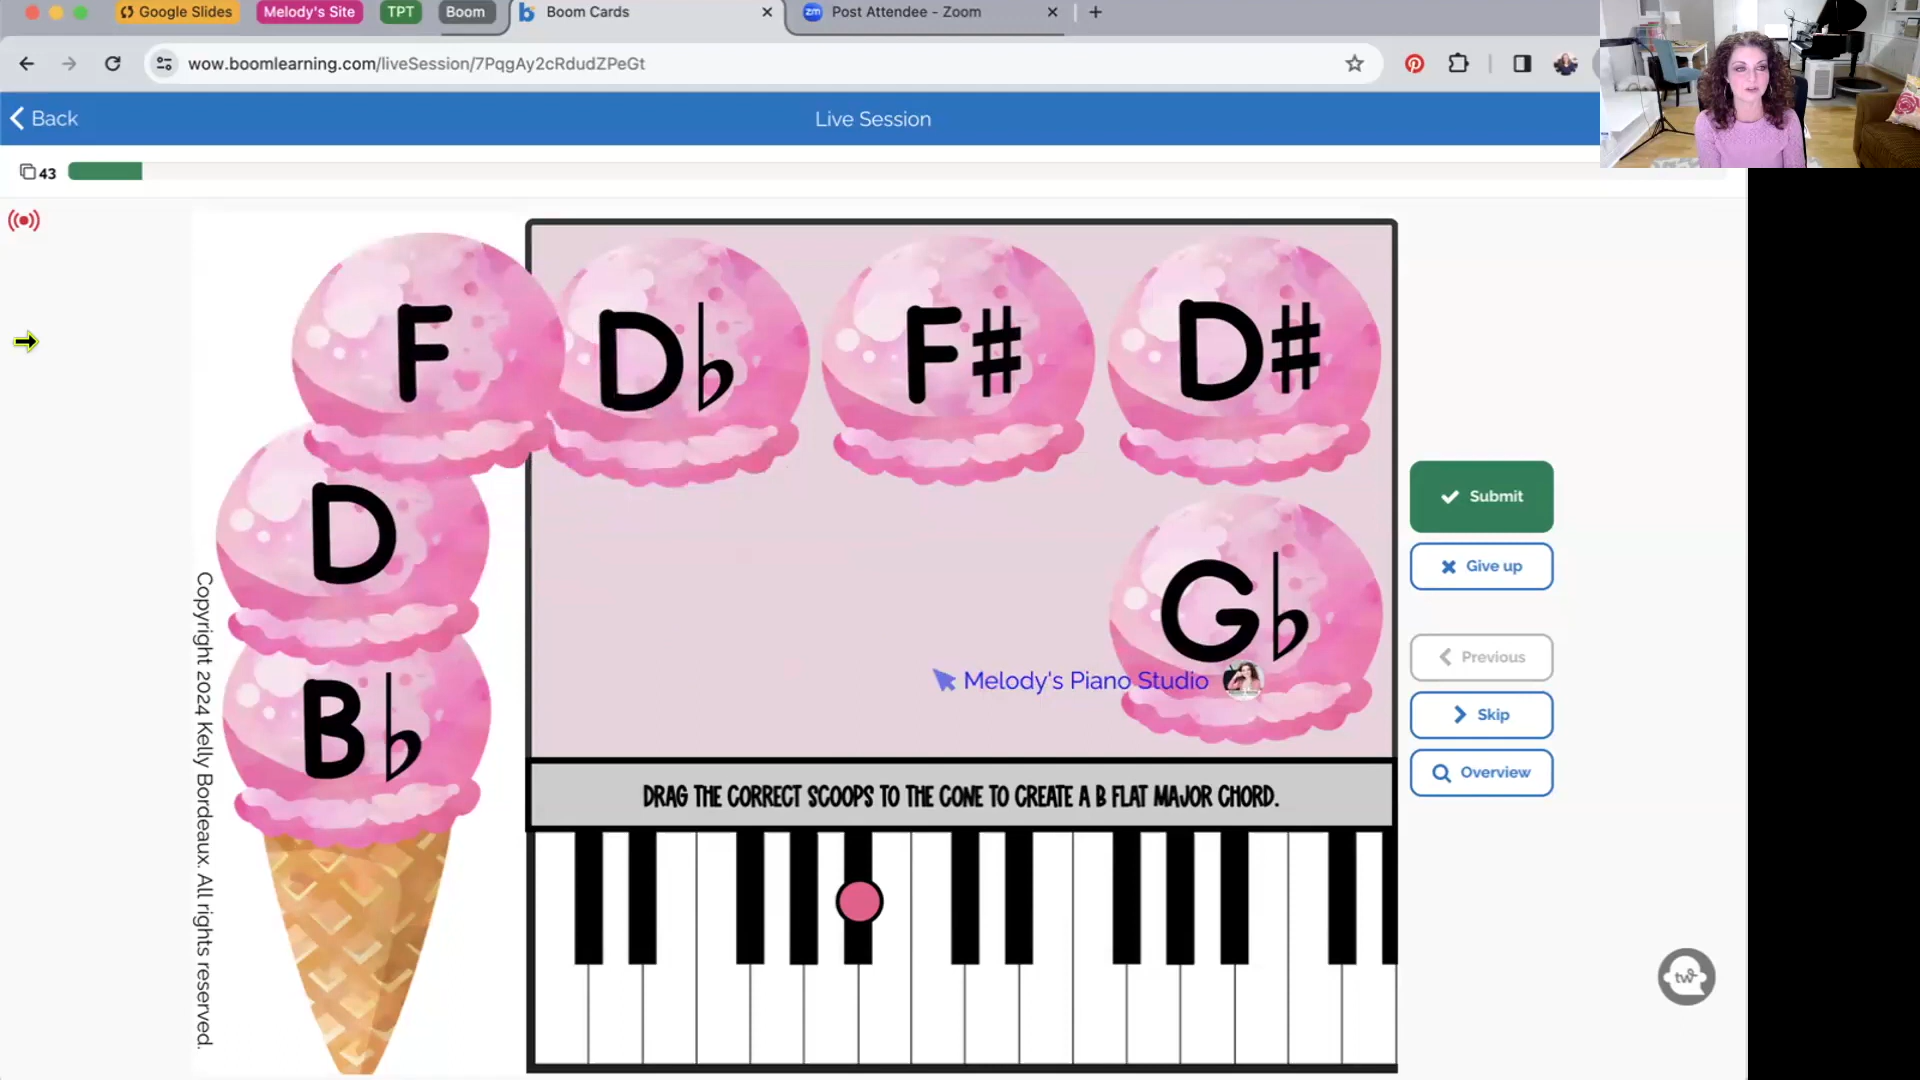 Google Slides
Melody's Site
TPT
Boom
Boom Cards
zm
Post Attendee - Zoom
wow.boomlearning.com/liveSession/7PqgAy2cRdudZPeGt
Back
Live Session
43
F
D♭
F♯
D♯
D
G♭
B♭
Melody's Piano Studio
Submit
Give up
Previous
Skip
Overview
DRAG THE CORRECT SCOOPS TO THE CONE TO CREATE A B FLAT MAJOR CHORD.
Copyright 2024 Kelly Bordeaux. All rights reserved.
tw